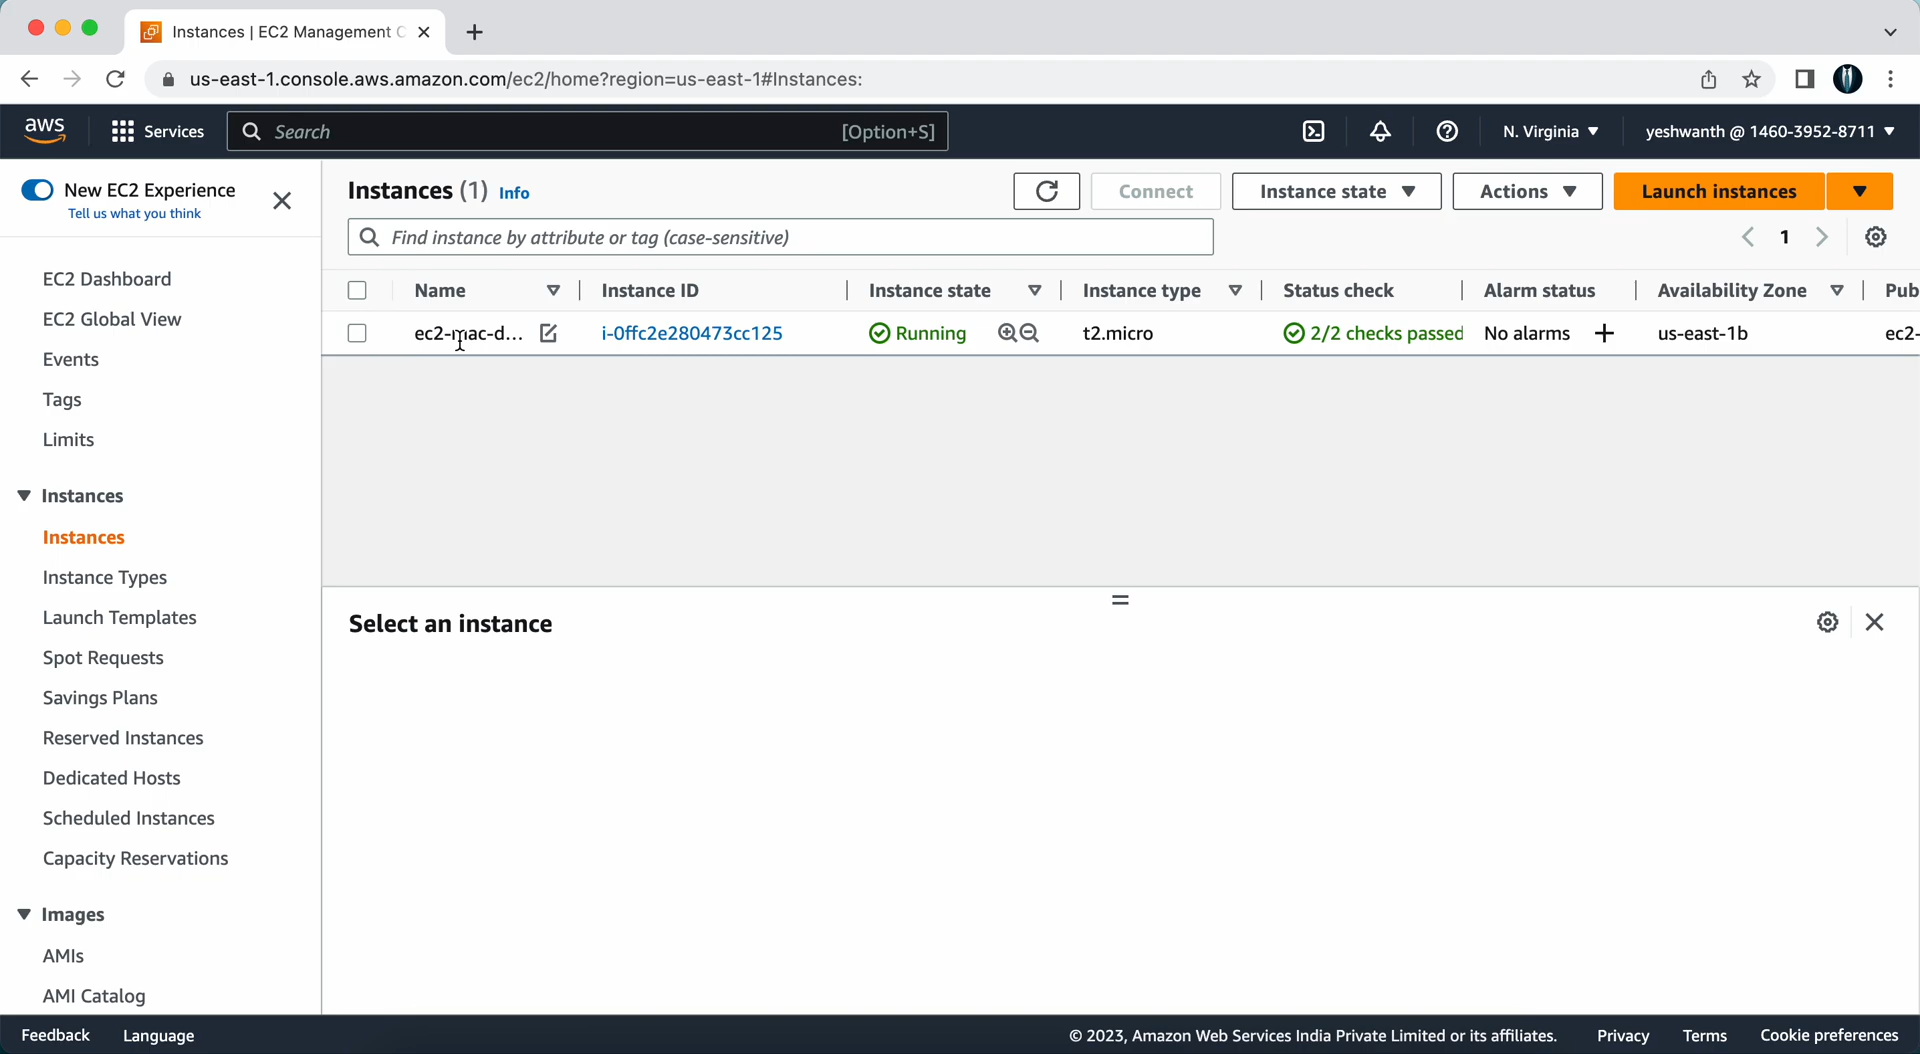 Instances | EC2 Management C
us-east-1.console.aws.amazon.com/ec2/home?region=us-east-1#Instances:
aws
Services
Search
[Option+S]
N. Virginia
yeshwanth @ 1460-3952-8711
New EC2 Experience
Tell us what you think
EC2 Dashboard
EC2 Global View
Events
Tags
Limits
Instances
Instances
Instance Types
Launch Templates
Spot Requests
Savings Plans
Reserved Instances
Dedicated Hosts
Scheduled Instances
Capacity Reservations
Images
AMIs
AMI Catalog
Instances (1) Info
Connect
Instance state
Actions
Launch instances
Find instance by attribute or tag (case-sensitive)
1
Name Instance ID Instance state Instance type Status check Alarm status Availability Zone Pub
ec2-mac-d... i-0ffc2e280473cc125 Running t2.micro 2/2 checks passed No alarms us-east-1b ec2-
Select an instance
Feedback Language © 2023, Amazon Web Services India Private Limited or its affiliates. Privacy Terms Cookie preferences